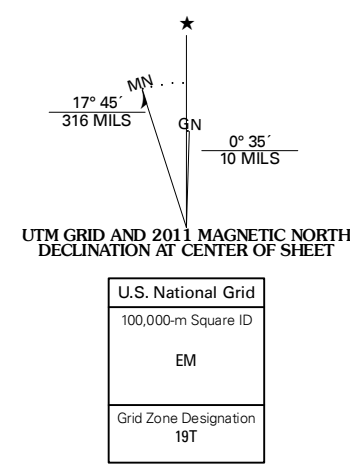 ★
MN
17° 45´
316 MILS
GN
0° 35´
10 MILS
UTM GRID AND 2011 MAGNETIC NORTH
DECLINATION AT CENTER OF SHEET
U.S. National Grid
100,000-m Square ID
EM
Grid Zone Designation
19T